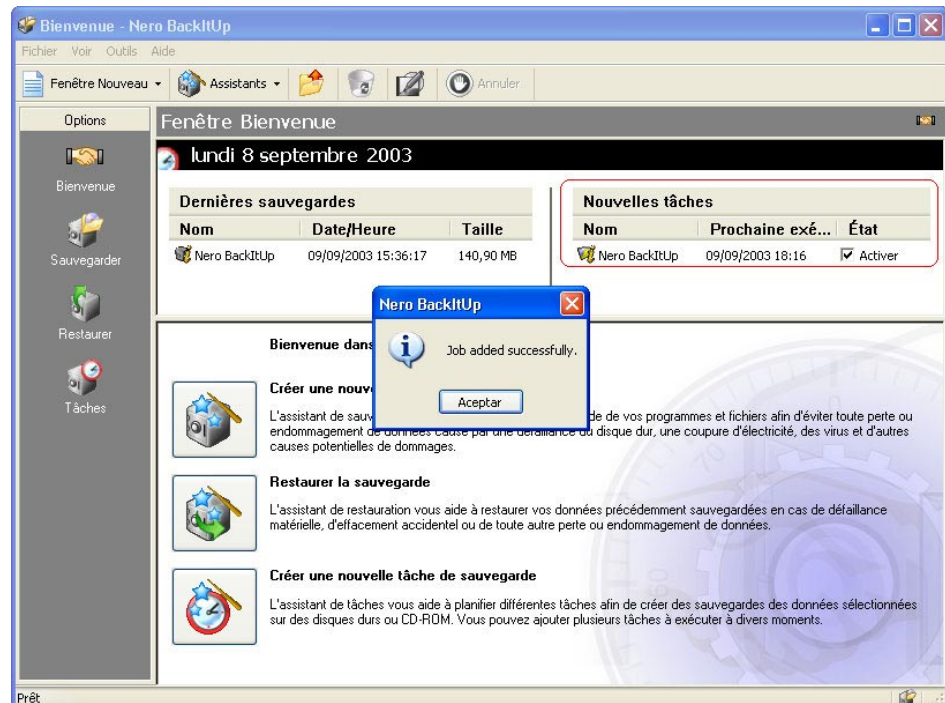 Bienvenue - Nero BackItUp
Fichier Voir Outils Aide
Fenêtre Nouveau Assistants Annuler
Options
Bienvenue
Sauvegarder
Restaurer
Tâches
Fenêtre Bienvenue
lundi 8 septembre 2003
Dernières sauvegardes
Nom Date/Heure Taille
Nero BackItUp 09/09/2003 15:36:17 140,90 MB
Nouvelles tâches
Nom Prochaine exé... État
Nero BackItUp 09/09/2003 18:16 Activer
Nero BackItUp
Job added successfully.
Aceptar
Bienvenue dans
Créer une nouv
L'assistant de sauv de de vos programmes et fichiers afin d'éviter toute perte ou
endommagement de données causé par une défaillance du disque dur, une coupure d'électricité, des virus et d'autres
causes potentielles de dommages.
Restaurer la sauvegarde
L'assistant de restauration vous aide à restaurer vos données précédemment sauvegardées en cas de défaillance
matérielle, d'effacement accidentel ou de toute autre perte ou endommagement de données.
Créer une nouvelle tâche de sauvegarde
L'assistant de tâches vous aide à planifier différentes tâches afin de créer des sauvegardes des données sélectionnées
sur des disques durs ou CD-ROM. Vous pouvez ajouter plusieurs tâches à exécuter à divers moments.
Prêt